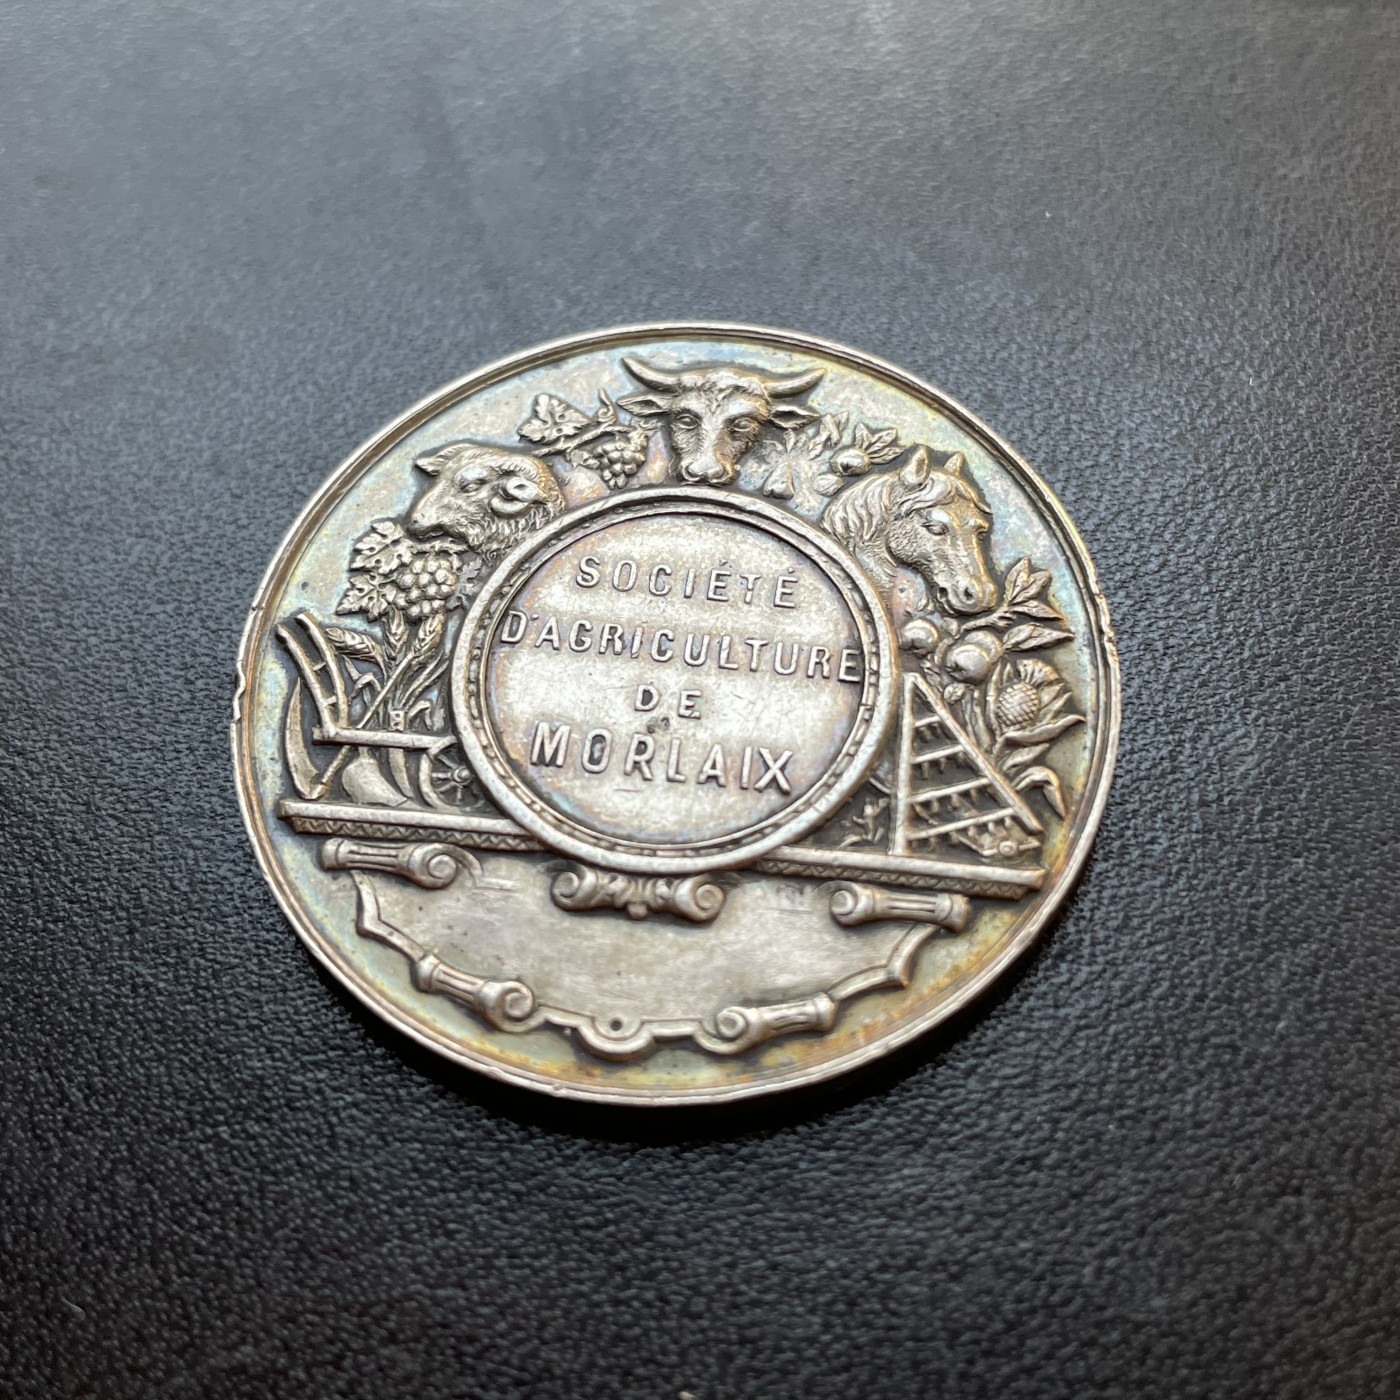 SOCIÉTÉ
D'AGRICULTURE
DE
MORLAIX